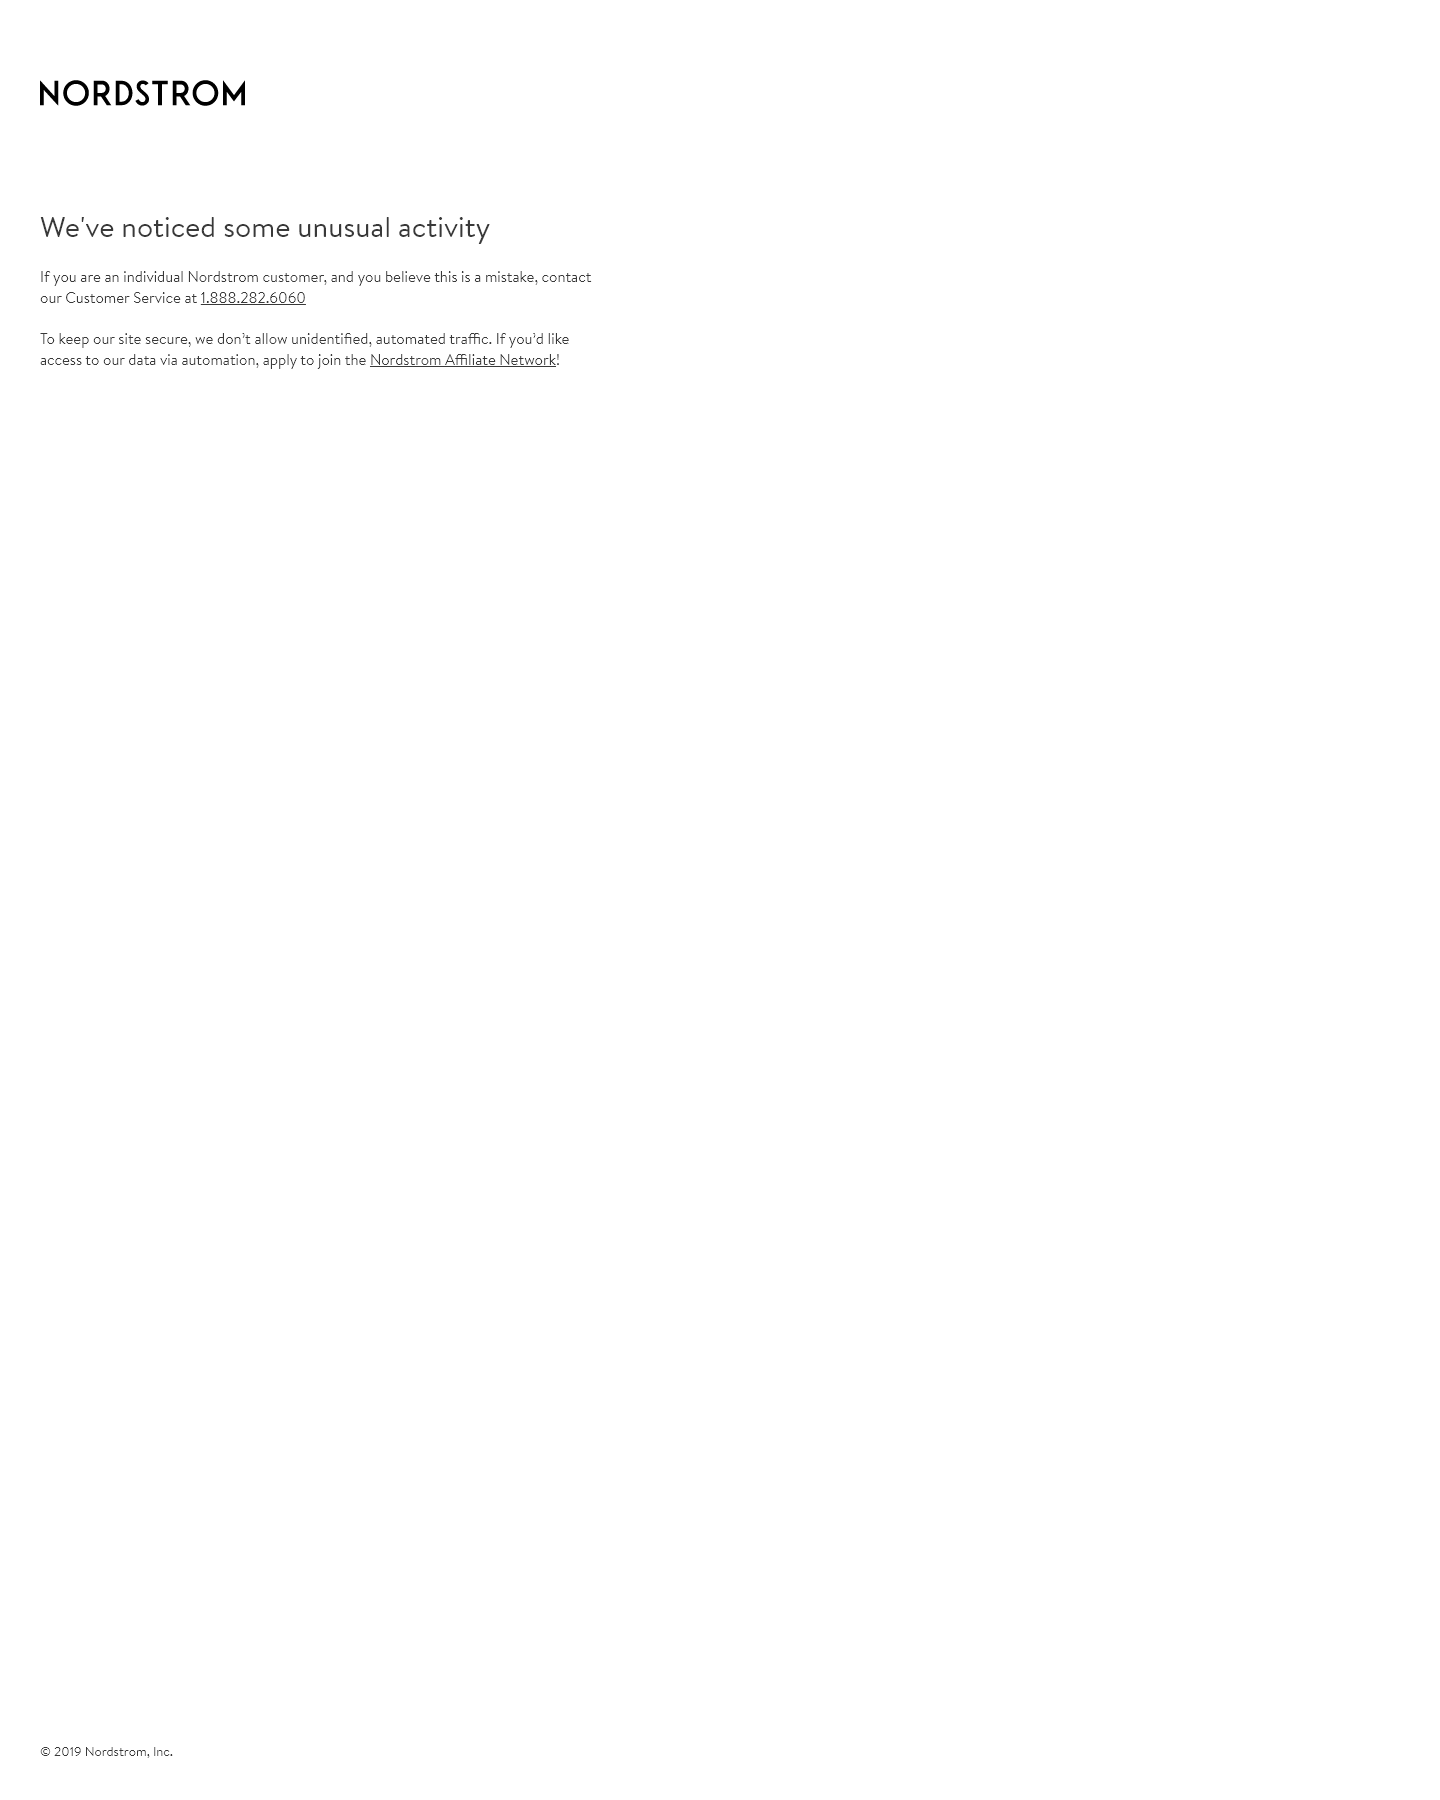 NORDSTROM
We've noticed some unusual activity
If you are an individual Nordstrom customer, and you believe this is a mistake, contact
our Customer Service at 1.888.282.6060
To keep our site secure, we don’t allow unidentified, automated traffic. If you’d like
access to our data via automation, apply to join the Nordstrom Affiliate Network!
© 2019 Nordstrom, Inc.